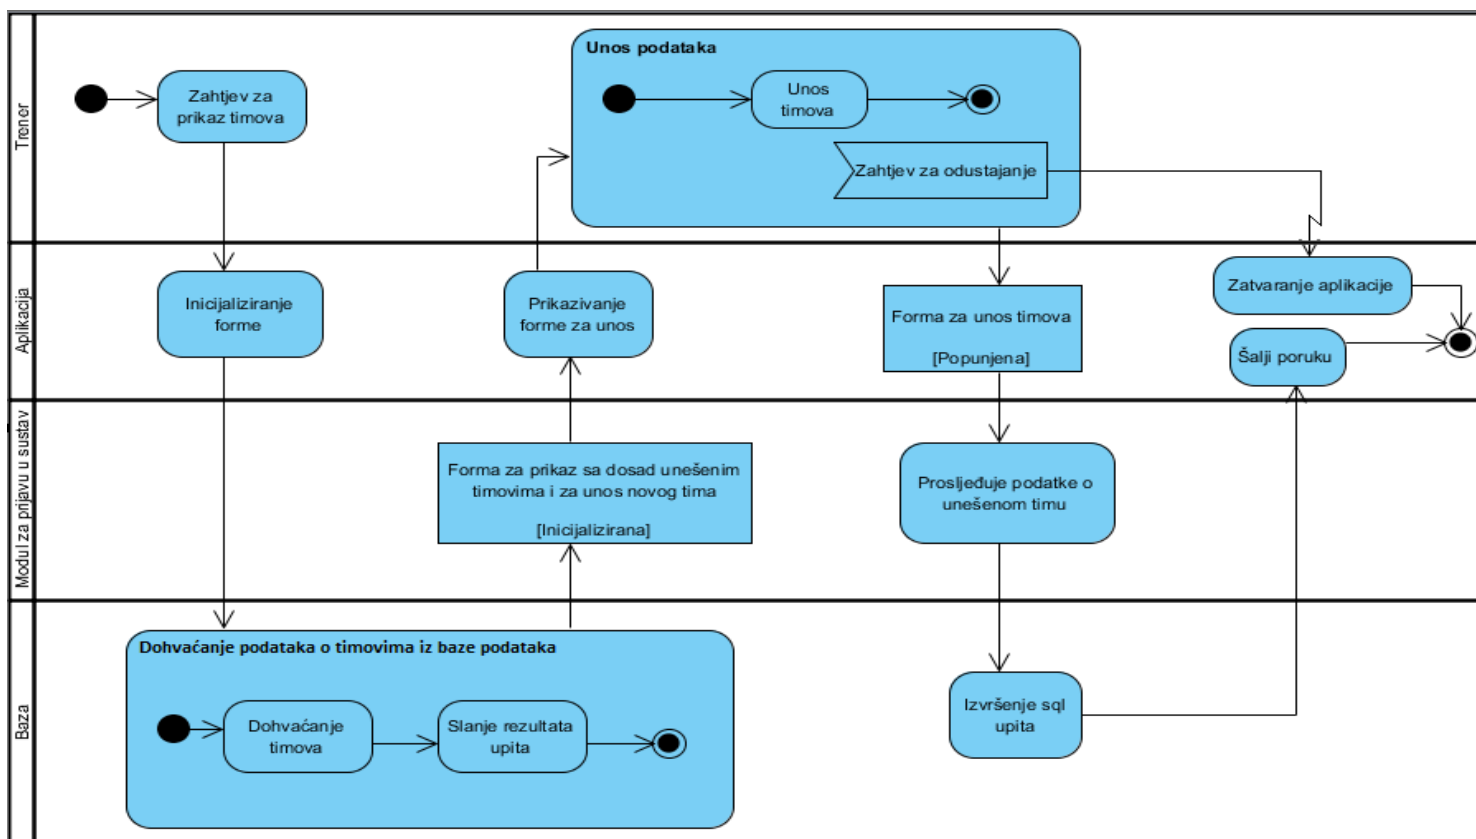 Trener
Zahtjev za
prikaz timova
Unos podataka
Unos
timova
Zahtjev za odustajanje
Aplikacija
Inicijaliziranje
forme
Prikazivanje
forme za unos
Forma za unos timova
[Popunjena]
Zatvaranje aplikacije
Šalji poruku
Modul za prijavu u sustav
Forma za prikaz sa dosad unešenim
timovima i za unos novog tima
[Inicijalizirana]
Prosljeđuje podatke o
unešenom timu
Baza
Dohvaćanje podataka o timovima iz baze podataka
Dohvaćanje
timova
Slanje rezultata
upita
Izvršenje sql
upita